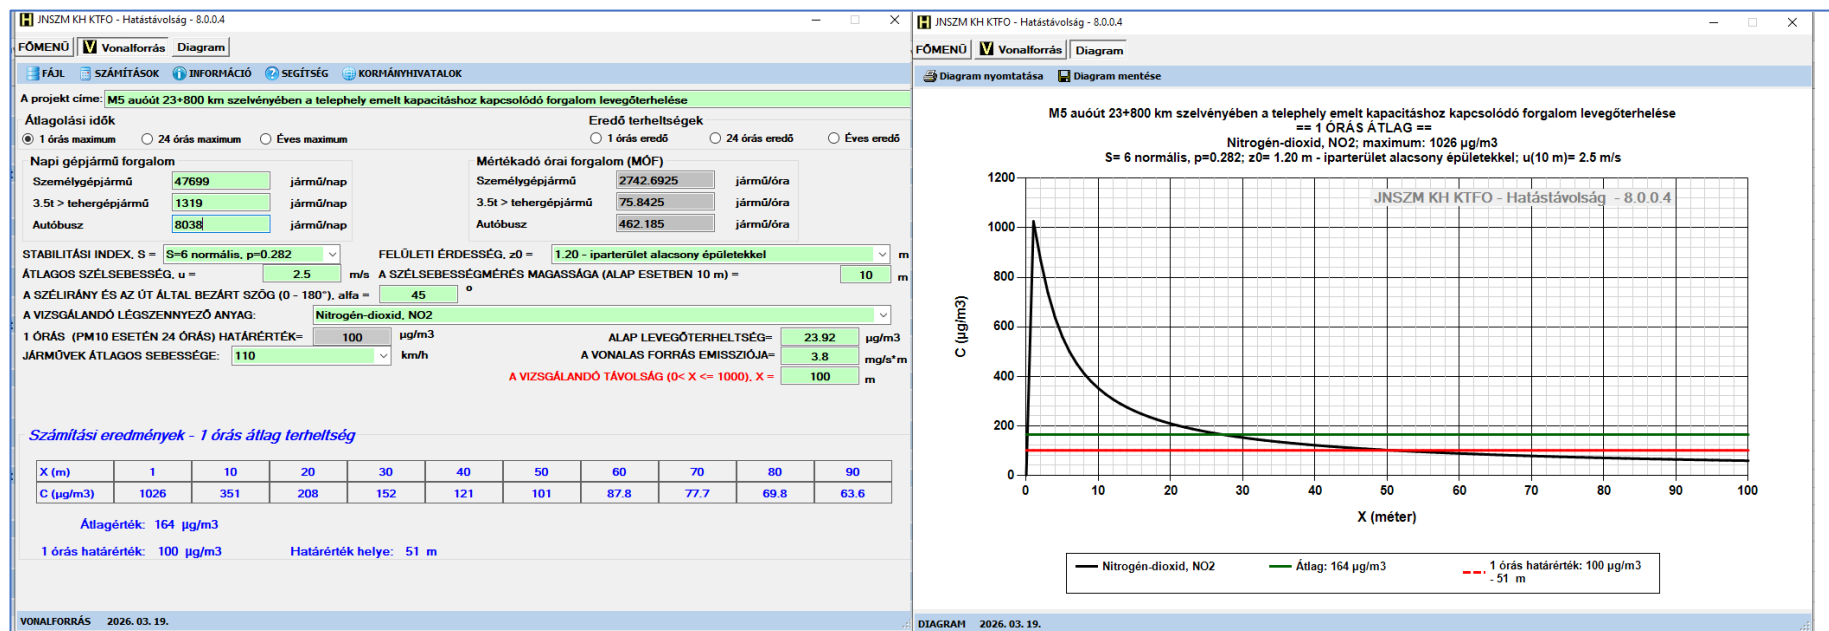 JNSZM KH KTFO - Hatástávolság - 8.0.0.4
FŐMENÜ Vonalforrás Diagram
FÁJL SZÁMÍTÁSOK INFORMÁCIÓ SEGÍTSÉG KORMÁNYHIVATALOK
A projekt címe: M5 auóút 23+800 km szelvényében a telephely emelt kapacitáshoz kapcsolódó forgalom levegőterhelése
Átlagolási idők Eredő terheltségek
1 órás maximum 24 órás maximum Éves maximum 1 órás eredő 24 órás eredő Éves eredő
Napi gépjármű forgalom Mértékadó órai forgalom (MÓF)
Személygépjármű 47699 jármű/nap Személygépjármű 2742.6925 jármű/óra
3.5t > tehergépjármű 1319 jármű/nap 3.5t > tehergépjármű 75.8425 jármű/óra
Autóbusz 8038 jármű/nap Autóbusz 462.185 jármű/óra
STABILITÁSI INDEX, S = S=6 normális, p=0.282 FELÜLETI ÉRDESSÉG, z0 = 1.20 - iparterület alacsony épületekkel m
ÁTLAGOS SZÉLSEBESSÉG, u = 2.5 m/s A SZÉLSEBESSÉGMÉRÉS MAGASSÁGA (ALAP ESETBEN 10 m) = 10 m
A SZÉLIRÁNY ÉS AZ ÚT ÁLTAL BEZÁRT SZÖG (0 - 180°), alfa = 45 °
A VIZSGÁLANDÓ LÉGSZENNYEZŐ ANYAG: Nitrogén-dioxid, NO2
1 ÓRÁS (PM10 ESETÉN 24 ÓRÁS) HATÁRÉRTÉK= 100 µg/m3 ALAP LEVEGŐTERHELTSÉG= 23.92 µg/m3
JÁRMŰVEK ÁTLAGOS SEBESSÉGE: 110 km/h A VONALAS FORRÁS EMISSZIÓJA= 3.8 mg/s*m
A VIZSGÁLANDÓ TÁVOLSÁG (0< X <= 1000), X = 100 m
Számítási eredmények - 1 órás átlag terheltség
X (m) 1 10 20 30 40 50 60 70 80 90
C (µg/m3) 1026 351 208 152 121 101 87.8 77.7 69.8 63.6
Átlagérték: 164 µg/m3
1 órás határérték: 100 µg/m3 Határérték helye: 51 m
VONALFORRÁS 2026. 03. 19.
JNSZM KH KTFO - Hatástávolság - 8.0.0.4
FŐMENÜ Vonalforrás Diagram
Diagram nyomtatása Diagram mentése
M5 auóút 23+800 km szelvényében a telephely emelt kapacitáshoz kapcsolódó forgalom levegőterhelése
== 1 ÓRÁS ÁTLAG ==
Nitrogén-dioxid, NO2; maximum: 1026 µg/m3
S= 6 normális, p=0.282; z0= 1.20 m - iparterület alacsony épületekkel; u(10 m)= 2.5 m/s
JNSZM KH KTFO - Hatástávolság - 8.0.0.4
1200
1000
800
600
400
200
0
C (µg/m3)
0 10 20 30 40 50 60 70 80 90 100
X (méter)
Nitrogén-dioxid, NO2 Átlag: 164 µg/m3 1 órás határérték: 100 µg/m3
- 51 m
DIAGRAM 2026. 03. 19.